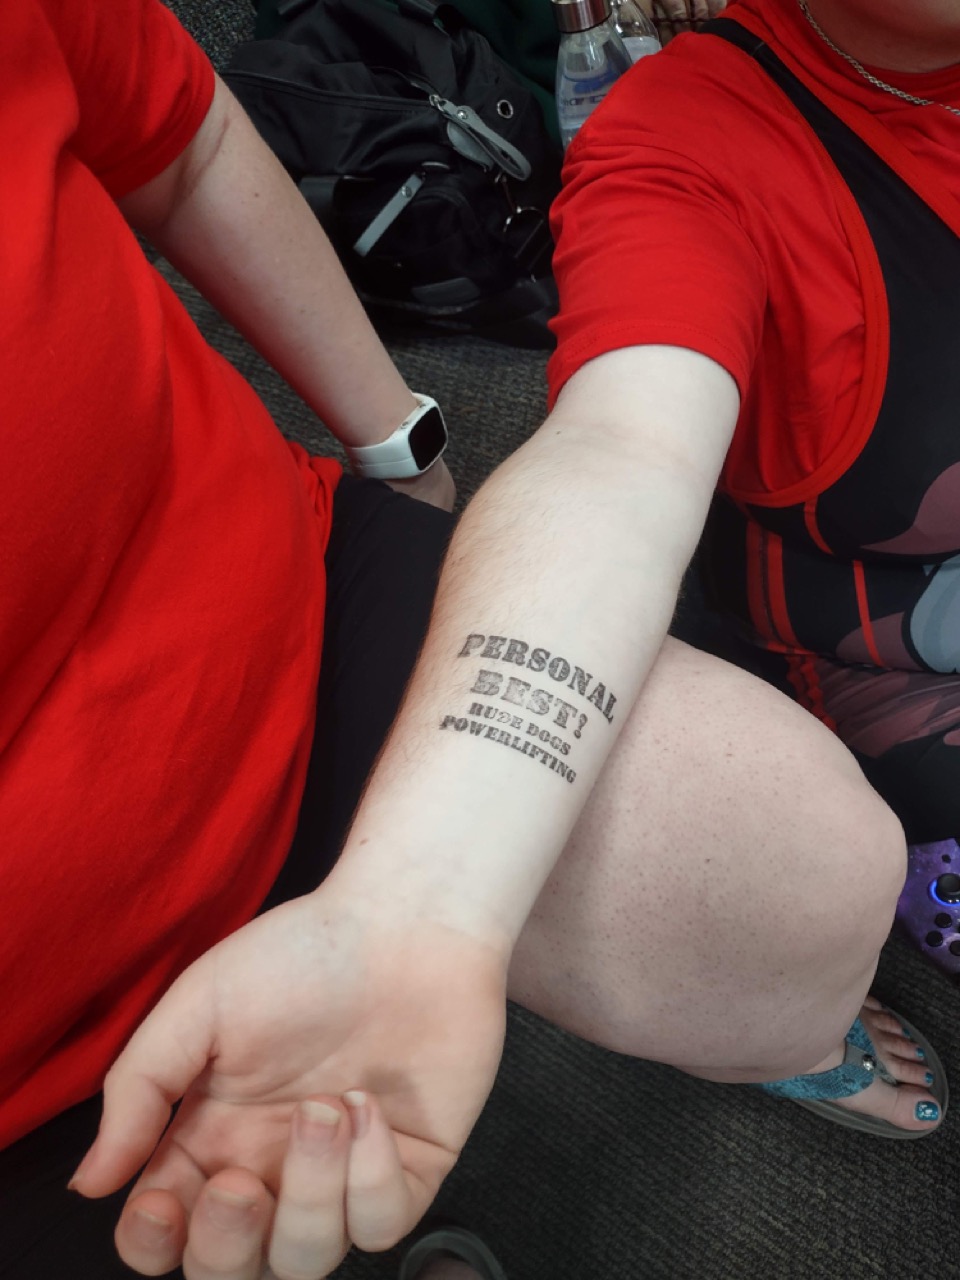 PERSONAL
BEST!
RUDE DOGS
POWERLIFTING